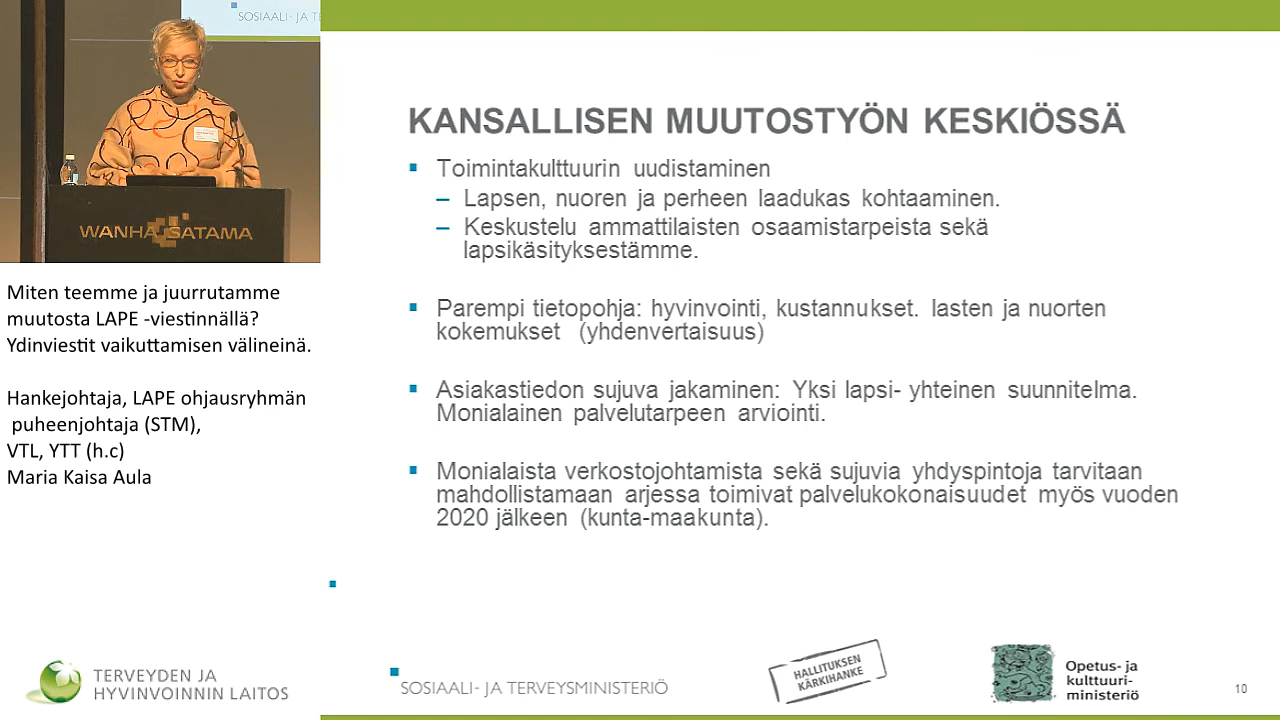 SOSIAALI- JA TE
WANHA SATAMA
Miten teemme ja juurrutamme
muutosta LAPE -viestinnällä?
Ydinviestit vaikuttamisen välineinä.
Hankejohtaja, LAPE ohjausryhmän
puheenjohtaja (STM),
VTL, YTT (h.c)
Maria Kaisa Aula
KANSALLISEN MUUTOSTYÖN KESKIÖSSÄ
▪ Toimintakulttuurin uudistaminen
– Lapsen, nuoren ja perheen laadukas kohtaaminen.
– Keskustelu ammattilaisten osaamistarpeista sekä
lapsikäsityksestämme.
▪ Parempi tietopohja: hyvinvointi, kustannukset. lasten ja nuorten
kokemukset (yhdenvertaisuus)
▪ Asiakastiedon sujuva jakaminen: Yksi lapsi- yhteinen suunnitelma.
Monialainen palvelutarpeen arviointi.
▪ Monialaista verkostojohtamista sekä sujuvia yhdyspintoja tarvitaan
mahdollistamaan arjessa toimivat palvelukokonaisuudet myös vuoden
2020 jälkeen (kunta-maakunta).
TERVEYDEN JA
HYVINVOINNIN LAITOS
SOSIAALI- JA TERVEYSMINISTERIÖ
HALLITUKSEN
KÄRKIHANKE
Opetus- ja
kulttuuri-
ministeriö
10